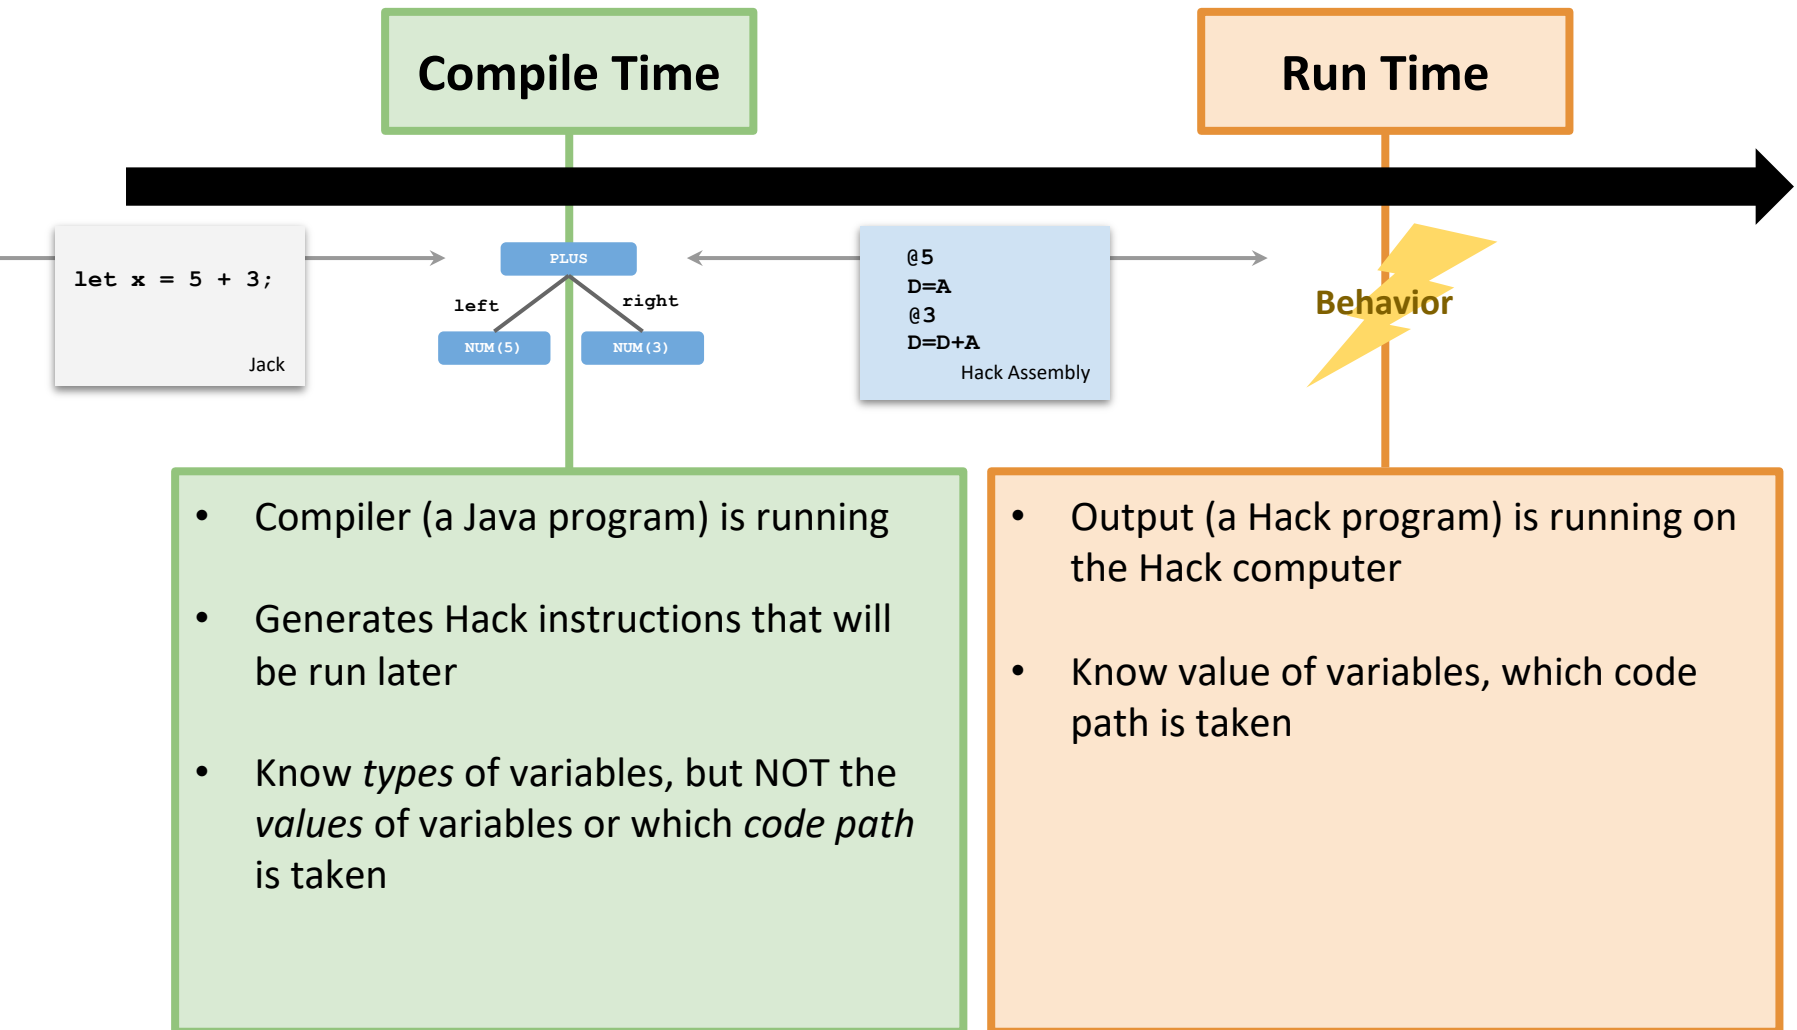 Compile Time
Run Time
let x = 5 + 3;
Jack
PLUS
left
right
NUM(5)
NUM(3)
@5
D=A
@3
D=D+A
Hack Assembly
Behavior
• Compiler (a Java program) is running
• Generates Hack instructions that will
be run later
• Know types of variables, but NOT the
values of variables or which code path
is taken
• Output (a Hack program) is running on
the Hack computer
• Know value of variables, which code
path is taken